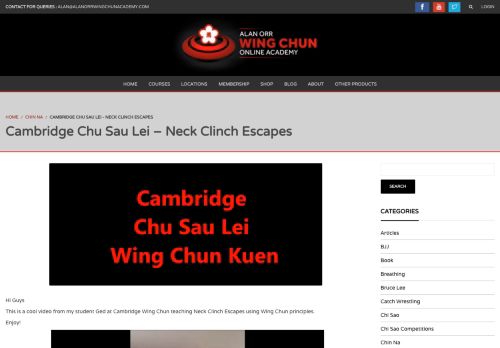 CONTACT FOR QUERIES : ALAN@ALANORRWINGCHUNACADEMY.COM
LOGIN
ALAN ORR
WING CHUN
ONLINE ACADEMY
HOME COURSES LOCATIONS MEMBERSHIP SHOP BLOG ABOUT OTHER PRODUCTS
HOME / CHIN NA / CAMBRIDGE CHU SAU LEI - NECK CLINCH ESCAPES
Cambridge Chu Sau Lei – Neck Clinch Escapes
Cambridge
Chu Sau Lei
Wing Chun Kuen
Hi Guys
This is a cool video from my student Ged at Cambridge Wing Chun teaching Neck Clinch Escapes using Wing Chun principles.
Enjoy!
SEARCH
CATEGORIES
Articles
BJJ
Book
Breathing
Bruce Lee
Catch Wrestling
Chi Sao
Chi Sao Competitions
Chin Na